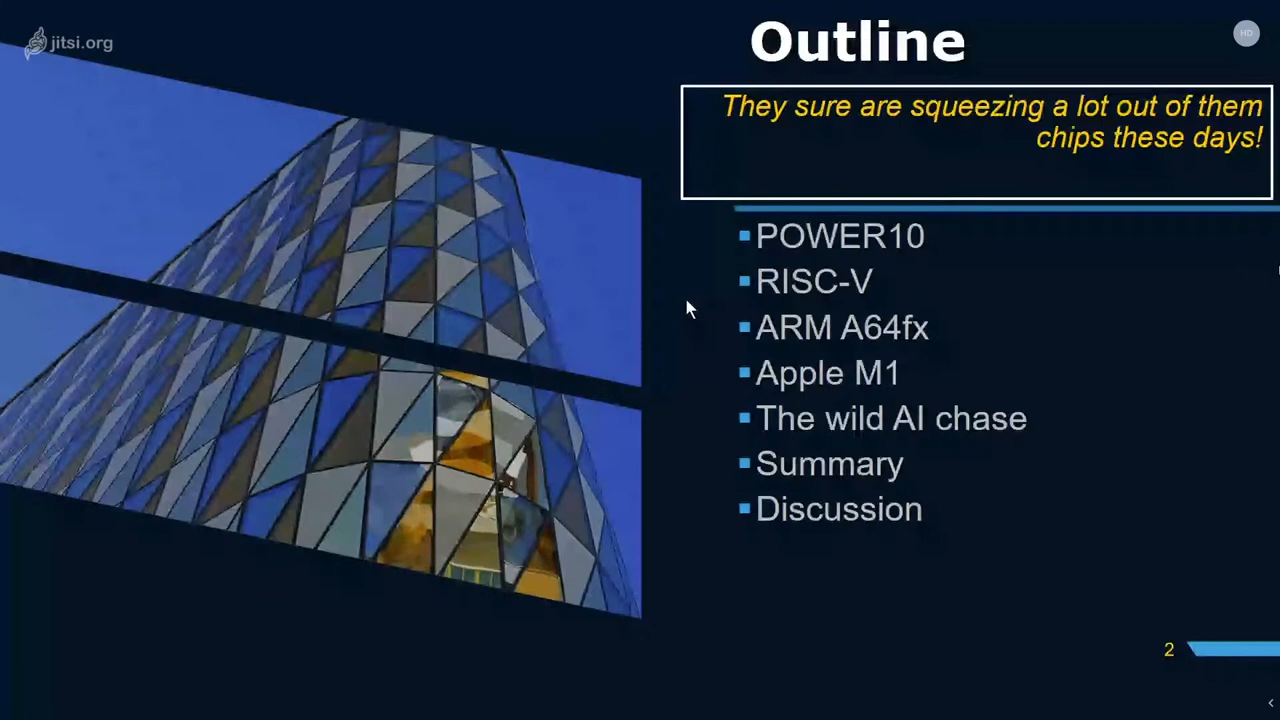 jitsi.org
Outline
HD
They sure are squeezing a lot out of them
chips these days!
POWER10
RISC-V
ARM A64fx
Apple M1
The wild AI chase
Summary
Discussion
2